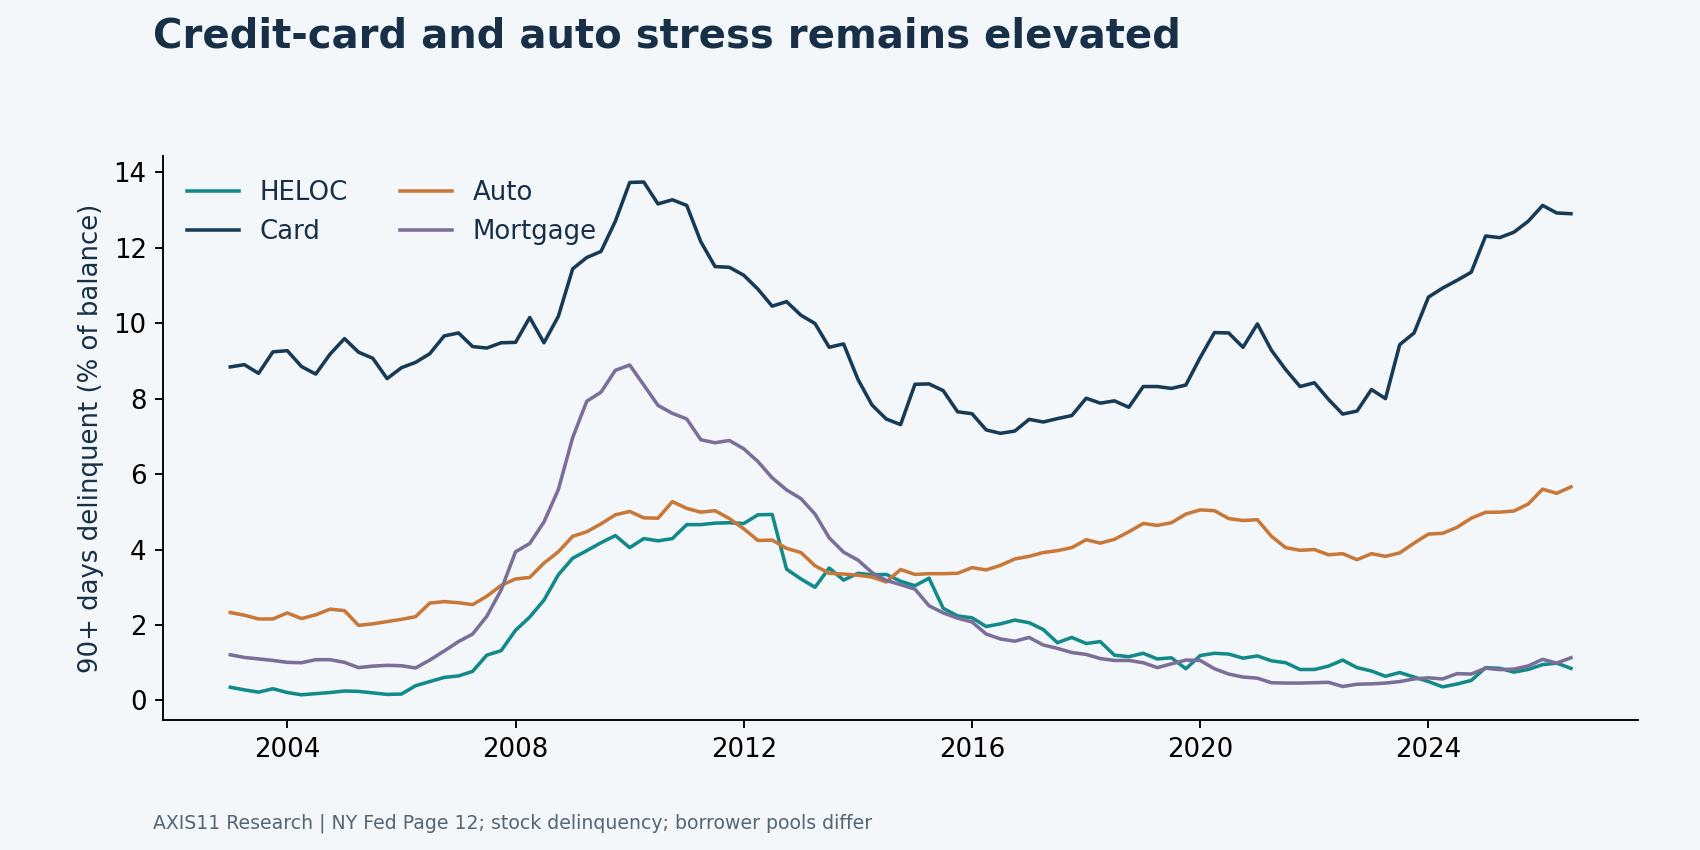 Credit-card and auto stress remains elevated
90+ days delinquent (% of balance)
14
12
10
8
6
4
2
0
HELOC
Card
Auto
Mortgage
2004
2008
2012
2016
2020
2024
AXIS11 Research | NY Fed Page 12; stock delinquency; borrower pools differ